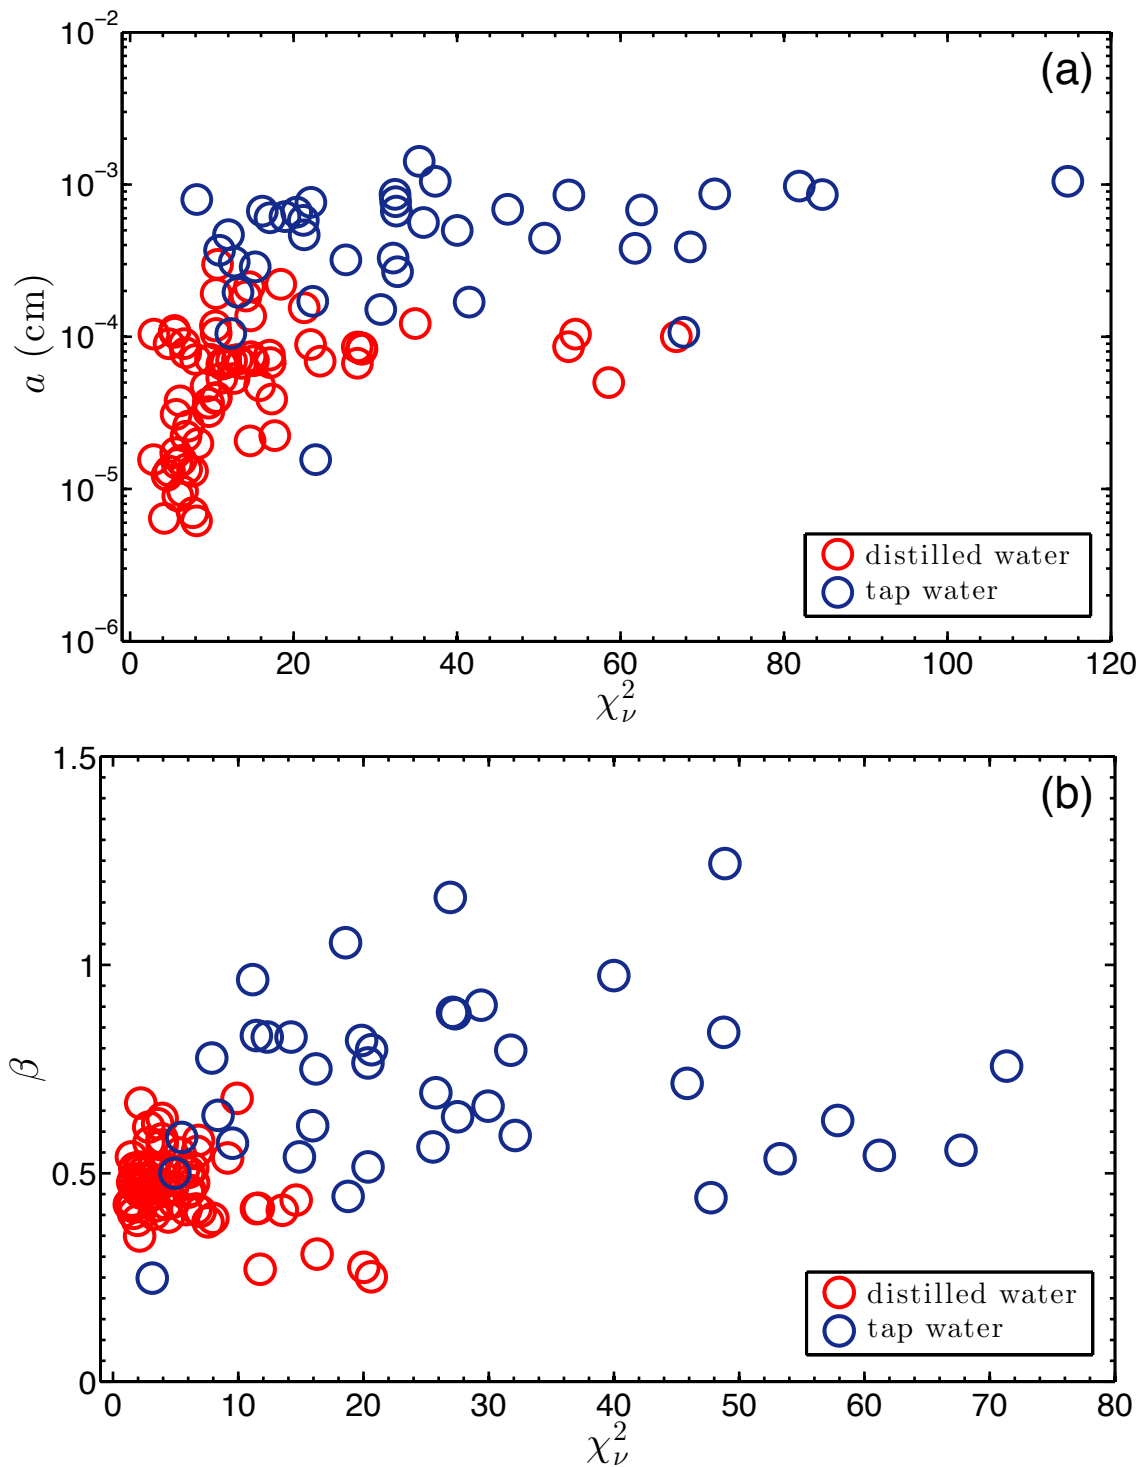 (a)
10⁻²
10⁻³
10⁻⁴
10⁻⁵
10⁻⁶
a (cm)
0 20 40 60 80 100 120
χ²ᵥ
distilled water
tap water
(b)
1.5
1
0.5
0
β
0 10 20 30 40 50 60 70 80
χ²ᵥ
distilled water
tap water